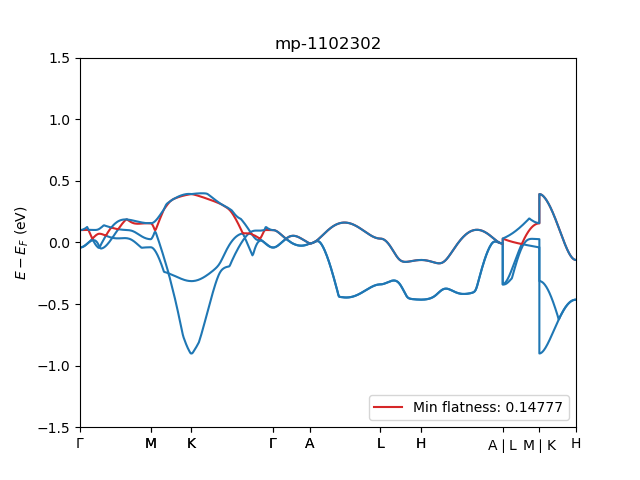 mp-1102302
E − E_F (eV)
1.5
1.0
0.5
0.0
−0.5
−1.0
−1.5
Min flatness: 0.14777
Γ M K Γ A L H A | L M | K H